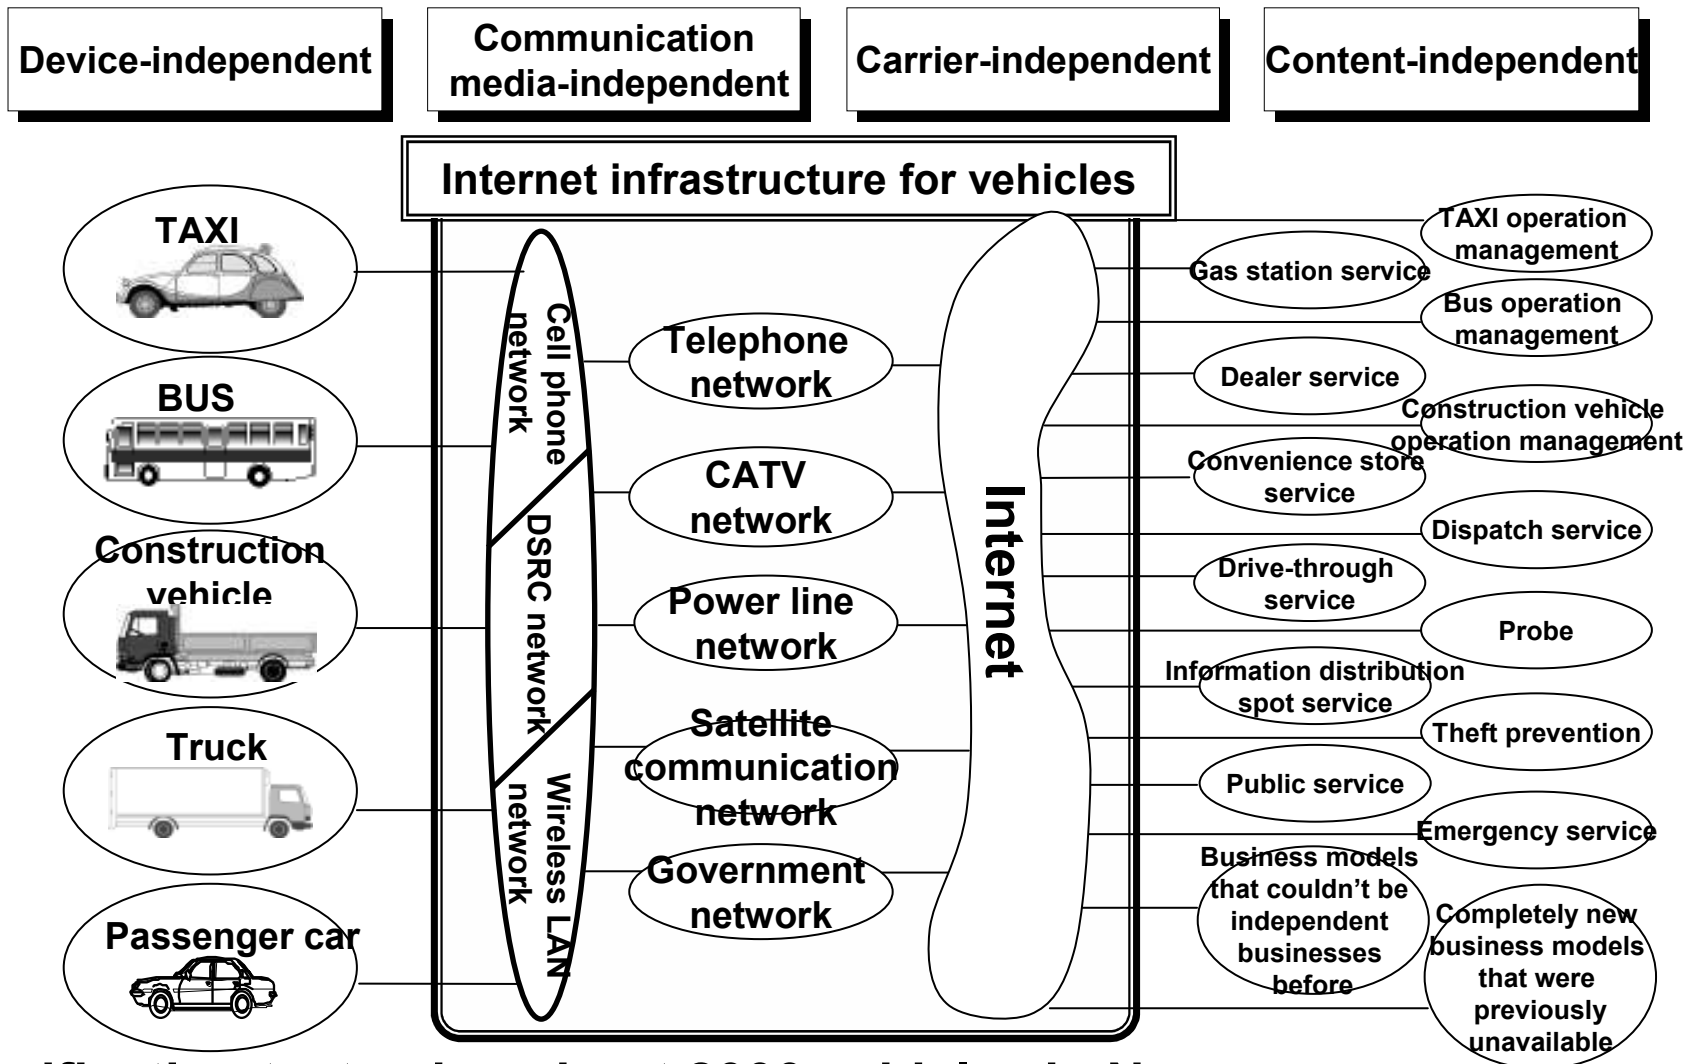 Device-independent
Communication
media-independent
Carrier-independent
Content-independent
Internet infrastructure for vehicles
TAXI
BUS
Construction
vehicle
Truck
Passenger car
Cell phone
network
DSRC network
Wireless LAN
network
Telephone
network
CATV
network
Power line
network
Satellite
communication
network
Government
network
Internet
TAXI operation
management
Gas station service
Bus operation
management
Dealer service
Construction vehicle
operation management
Convenience store
service
Dispatch service
Drive-through
service
Probe
Information distribution
spot service
Theft prevention
Public service
Emergency service
Business models
that couldn't be
independent
businesses
before
Completely new
business models
that were
previously
unavailable